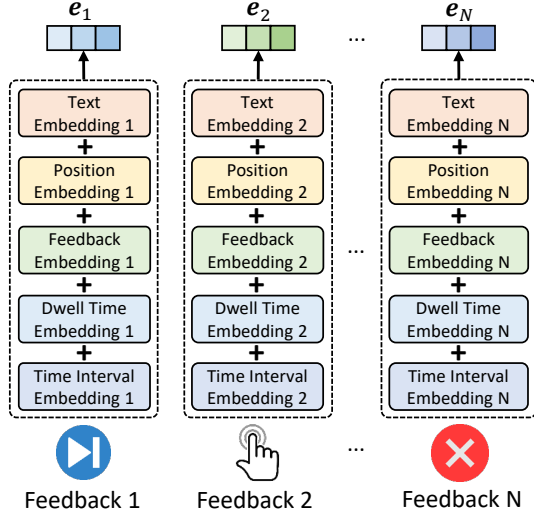 e1 e2 ... eN
Text Embedding 1
Text Embedding 2
Text Embedding N
+ + +
Position Embedding 1
Position Embedding 2
Position Embedding N
+ + +
Feedback Embedding 1
Feedback Embedding 2
...
Feedback Embedding N
+ + +
Dwell Time Embedding 1
Dwell Time Embedding 2
Dwell Time Embedding N
+ + +
Time Interval Embedding 1
Time Interval Embedding 2
Time Interval Embedding N
...
Feedback 1 Feedback 2 Feedback N